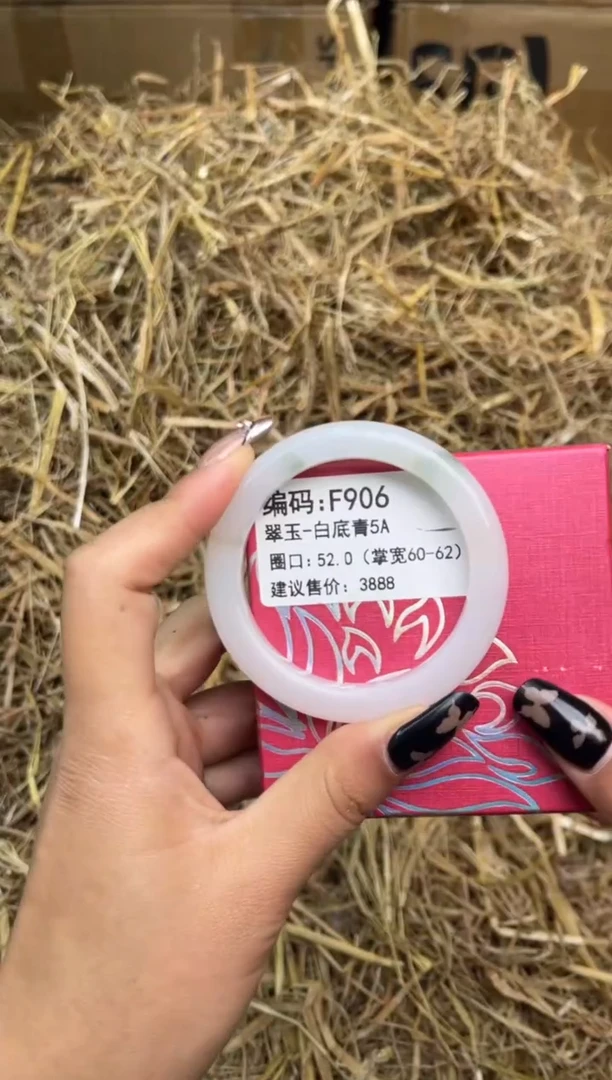 编码:F906
翠玉-白底青5A
圈口: 52.0 (掌宽60-62)
建议售价: 3888